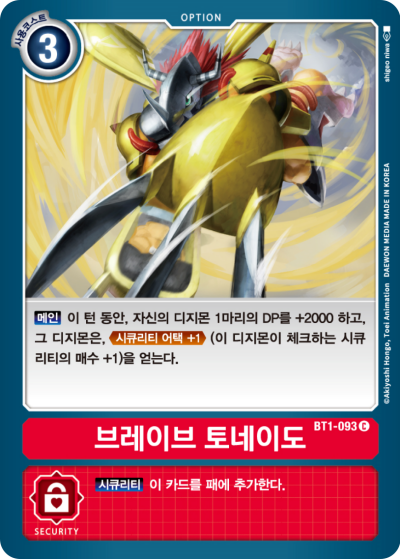 OPTION
사용코스트
3
shigeo niwa
©Akiyoshi Hongo, Toei Animation DAEWON MEDIA MADE IN KOREA
메인 이 턴 동안, 자신의 디지몬 1마리의 DP를 +2000 하고,
그 디지몬은, 시큐리티 어택 +1 (이 디지몬이 체크하는 시큐
리티의 매수 +1)을 얻는다.
BT1-093 C
브레이브 토네이도
시큐리티 이 카드를 패에 추가한다.
SECURITY